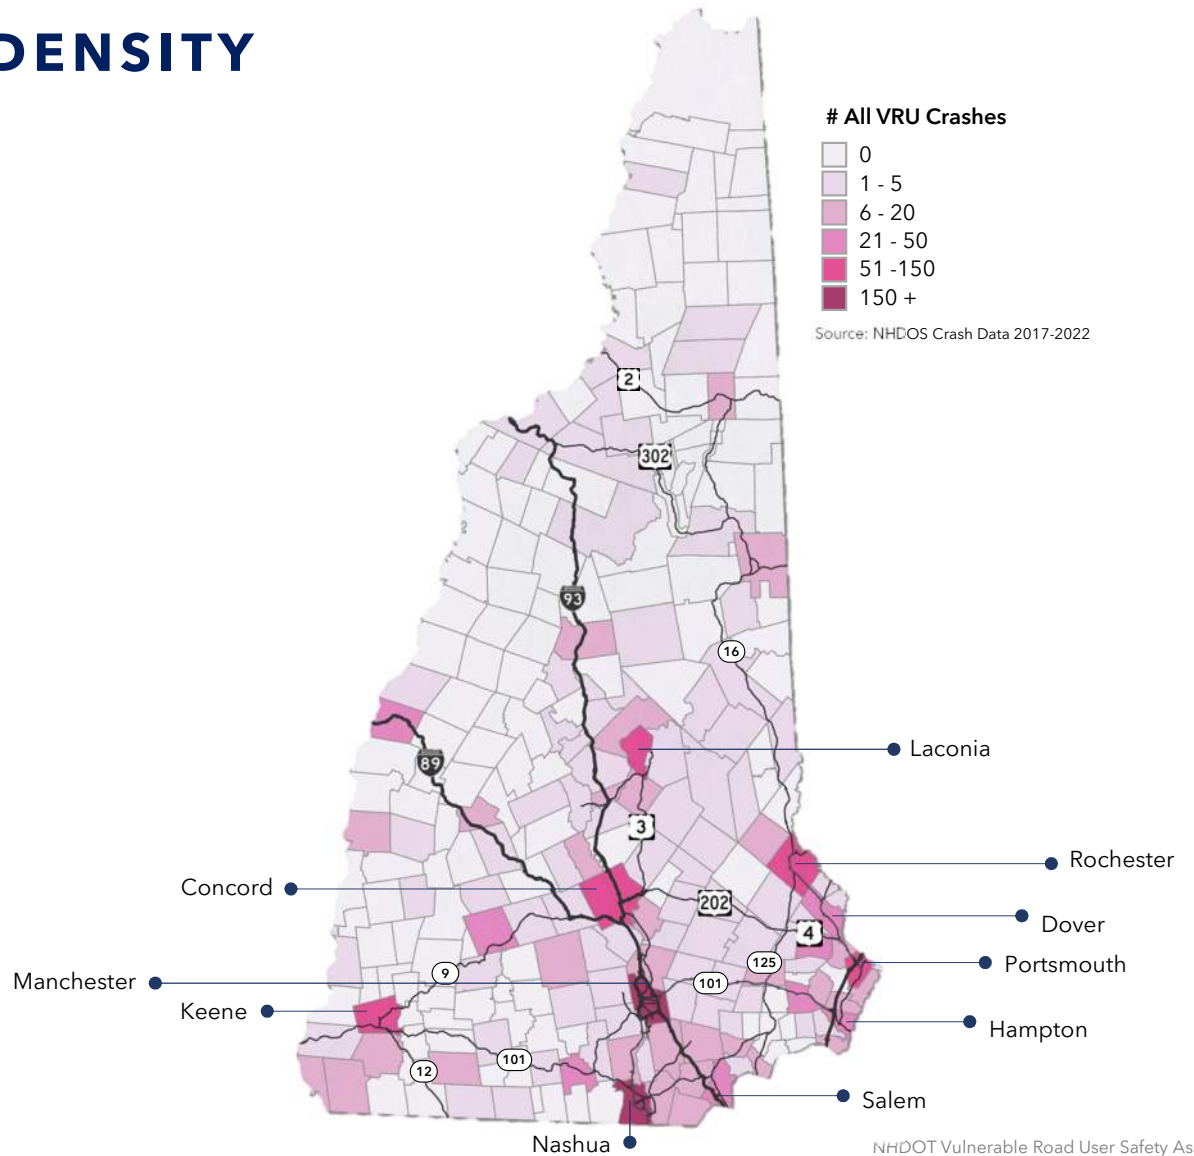 DENSITY
# All VRU Crashes
0
1 - 5
6 - 20
21 - 50
51 -150
150 +
Source: NHDOS Crash Data 2017-2022
2
302
93
16
Laconia
89
3
Rochester
Concord
202
Dover
4
Portsmouth
125
9
Manchester
101
Keene
Hampton
101
12
Salem
Nashua
NHDOT Vulnerable Road User Safety As